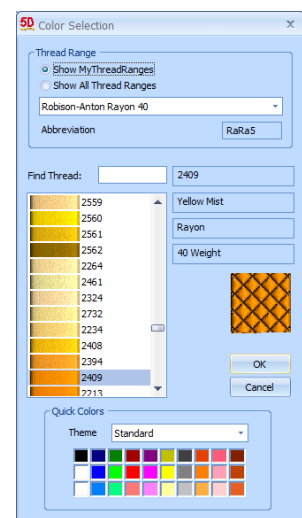 5D Color Selection x
Thread Range
Show MyThreadRanges
Show All Thread Ranges
Robison-Anton Rayon 40
Abbreviation RaRa5
Find Thread: 2409
2559 Yellow Mist
2560
2561 Rayon
2562 40 Weight
2264
2461
2324
2732
2234
2408
2394 OK
2409
2213 Cancel
Quick Colors
Theme Standard